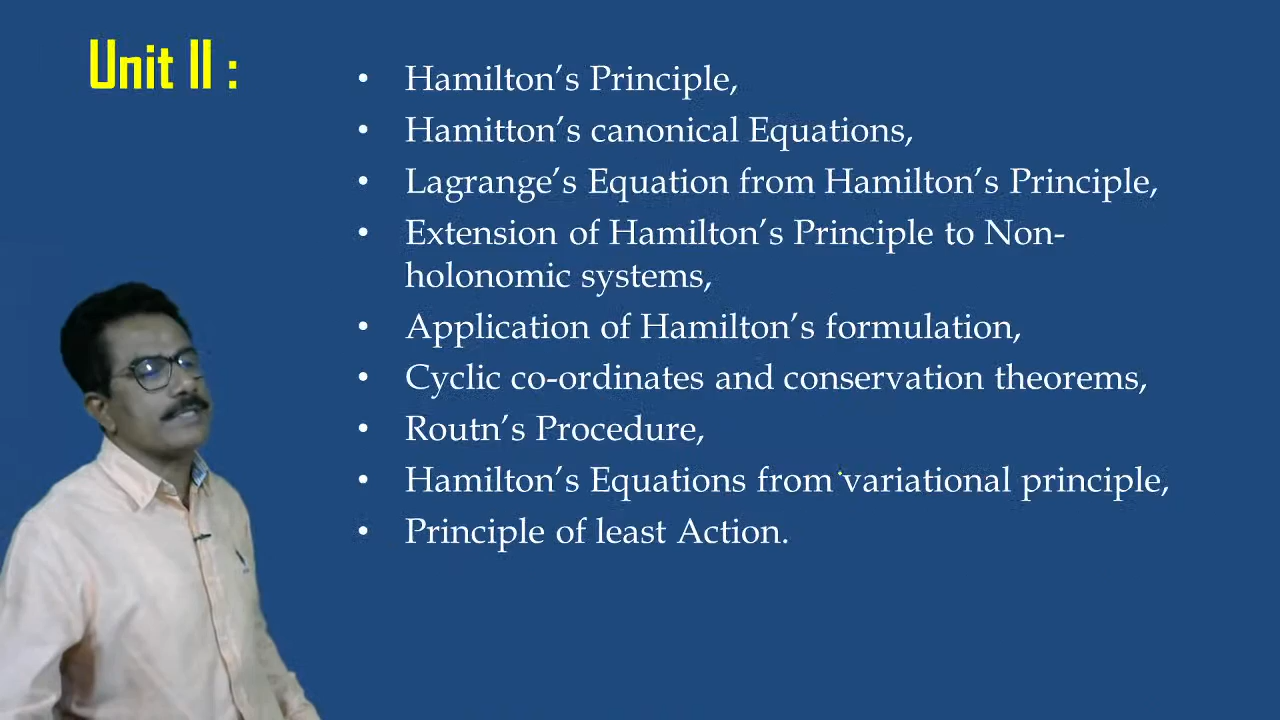 Unit II :
• Hamilton’s Principle,
• Hamitton’s canonical Equations,
• Lagrange’s Equation from Hamilton’s Principle,
• Extension of Hamilton’s Principle to Non-
holonomic systems,
• Application of Hamilton’s formulation,
• Cyclic co-ordinates and conservation theorems,
• Routn’s Procedure,
• Hamilton’s Equations from variational principle,
• Principle of least Action.